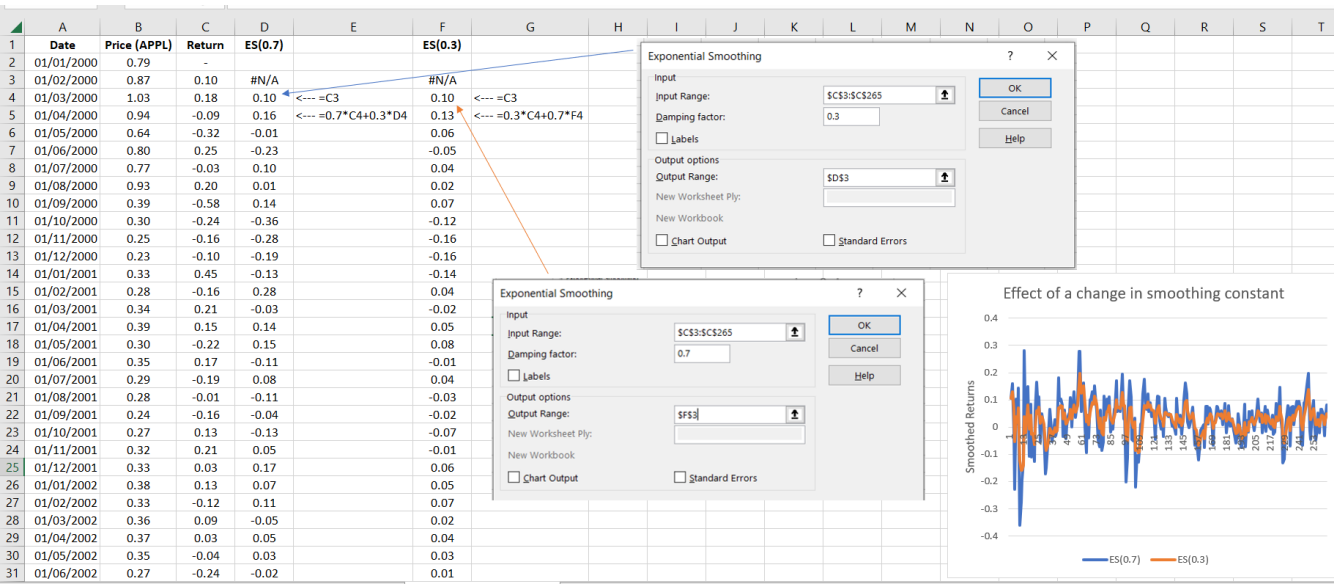 A B C D E F G H I J K L M N O P Q R S T
1 Date Price (APPL) Return ES(0.7) ES(0.3)
2 01/01/2000 0.79 -
3 01/02/2000 0.87 0.10 #N/A #N/A
4 01/03/2000 1.03 0.18 0.10 <--- =C3 0.10 <--- =C3
5 01/04/2000 0.94 -0.09 0.16 <--- =0.7*C4+0.3*D4 0.13 <--- =0.3*C4+0.7*F4
6 01/05/2000 0.64 -0.32 -0.01 0.06
7 01/06/2000 0.80 0.25 -0.23 -0.05
8 01/07/2000 0.77 -0.03 0.10 0.04
9 01/08/2000 0.93 0.20 0.01 0.02
10 01/09/2000 0.39 -0.58 0.14 0.07
11 01/10/2000 0.30 -0.24 -0.36 -0.12
12 01/11/2000 0.25 -0.16 -0.28 -0.16
13 01/12/2000 0.23 -0.10 -0.19 -0.16
14 01/01/2001 0.33 0.45 -0.13 -0.14
15 01/02/2001 0.28 -0.16 0.28 0.04
16 01/03/2001 0.34 0.21 -0.03 -0.02
17 01/04/2001 0.39 0.15 0.14 0.05
18 01/05/2001 0.30 -0.22 0.15 0.08
19 01/06/2001 0.35 0.17 -0.11 -0.01
20 01/07/2001 0.29 -0.19 0.08 0.04
21 01/08/2001 0.28 -0.01 -0.11 -0.03
22 01/09/2001 0.24 -0.16 -0.04 -0.02
23 01/10/2001 0.27 0.13 -0.13 -0.07
24 01/11/2001 0.32 0.21 0.05 -0.01
25 01/12/2001 0.33 0.03 0.17 0.06
26 01/01/2002 0.38 0.13 0.07 0.05
27 01/02/2002 0.33 -0.12 0.11 0.07
28 01/03/2002 0.36 0.09 -0.05 0.02
29 01/04/2002 0.37 0.03 0.05 0.04
30 01/05/2002 0.35 -0.04 0.03 0.03
31 01/06/2002 0.27 -0.24 -0.02 0.01
Exponential Smoothing ? ×
Input
Input Range: $C$3:$C$265 OK
Damping factor: 0.3 Cancel
Labels Help
Output options
Output Range: $D$3
New Worksheet Ply:
New Workbook
Chart Output Standard Errors
Exponential Smoothing ? ×
Input
Input Range: $C$3:$C$265 OK
Damping factor: 0.7 Cancel
Labels Help
Output options
Output Range: $F$3
New Worksheet Ply:
New Workbook
Chart Output Standard Errors
Effect of a change in smoothing constant
Smoothed Returns
0.4
0.3
0.2
0.1
0
-0.1
-0.2
-0.3
-0.4
1 49 61 85 109 121 133 145 169 181 205 217 241
ES(0.7) ES(0.3)